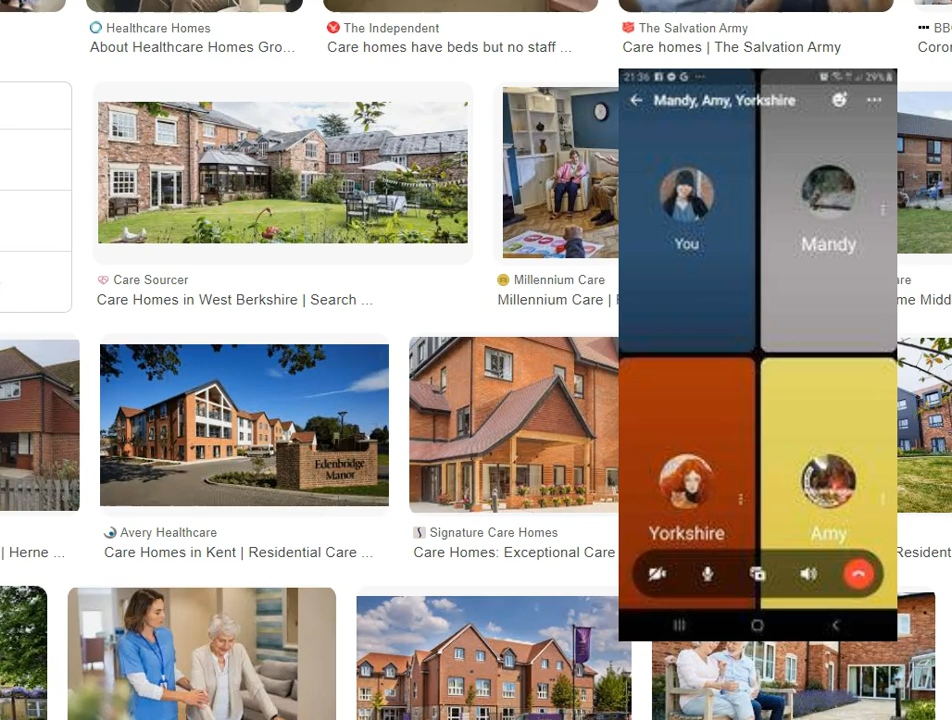 Healthcare Homes
About Healthcare Homes Gro...
The Independent
Care homes have beds but no staff ...
The Salvation Army
Care homes | The Salvation Army
BB
Coron
21:36
29%
Mandy, Amy, Yorkshire
You
Mandy
Yorkshire
Amy
Care Sourcer
Care Homes in West Berkshire | Search ...
Millennium Care
Millennium Care |
are
me Midd
Edenbridge
Manor
| Herne ...
Avery Healthcare
Care Homes in Kent | Residential Care ...
Signature Care Homes
Care Homes: Exceptional Care
Resident